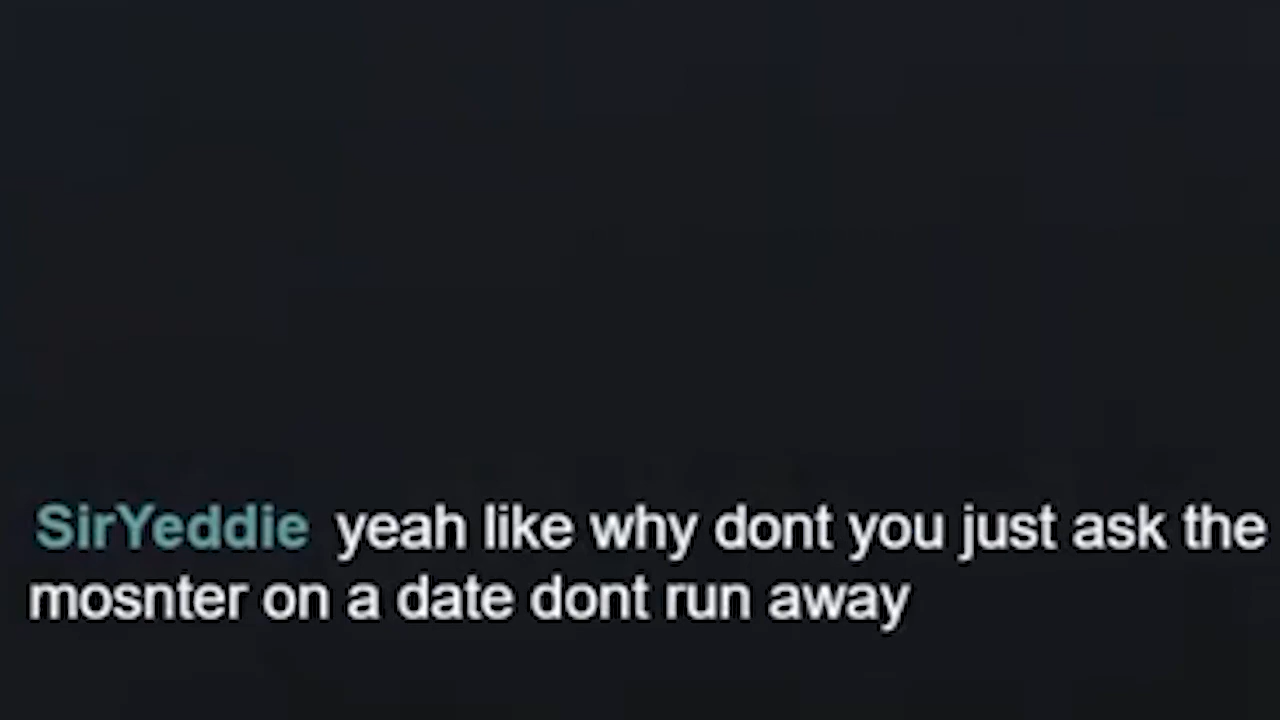 SirYeddie yeah like why dont you just ask the
mosnter on a date dont run away